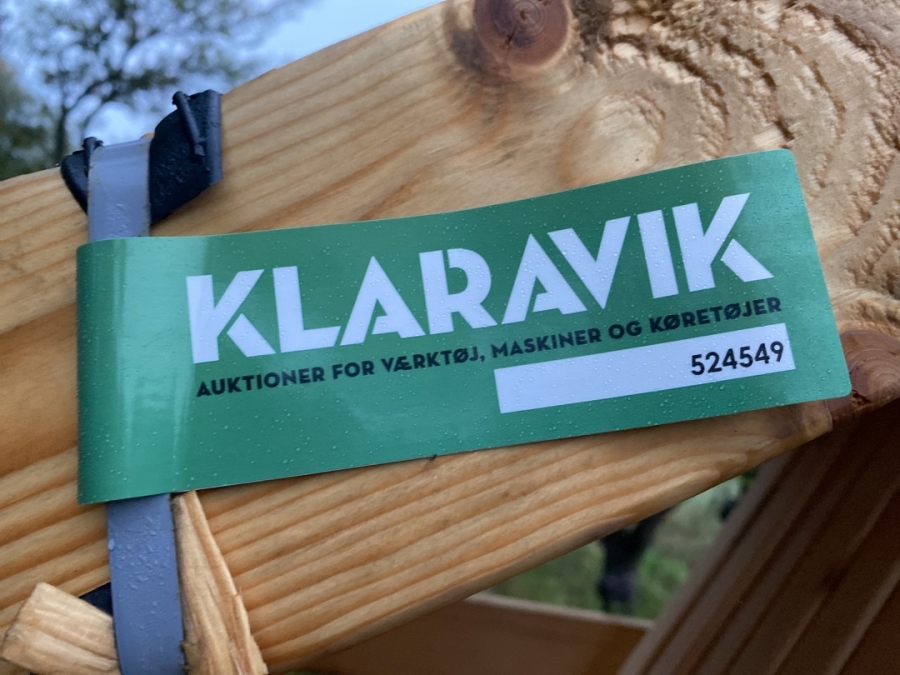 KLARAVIK
AUKTIONER FOR VÆRKTØJ, MASKINER OG KØRETØJER
524549